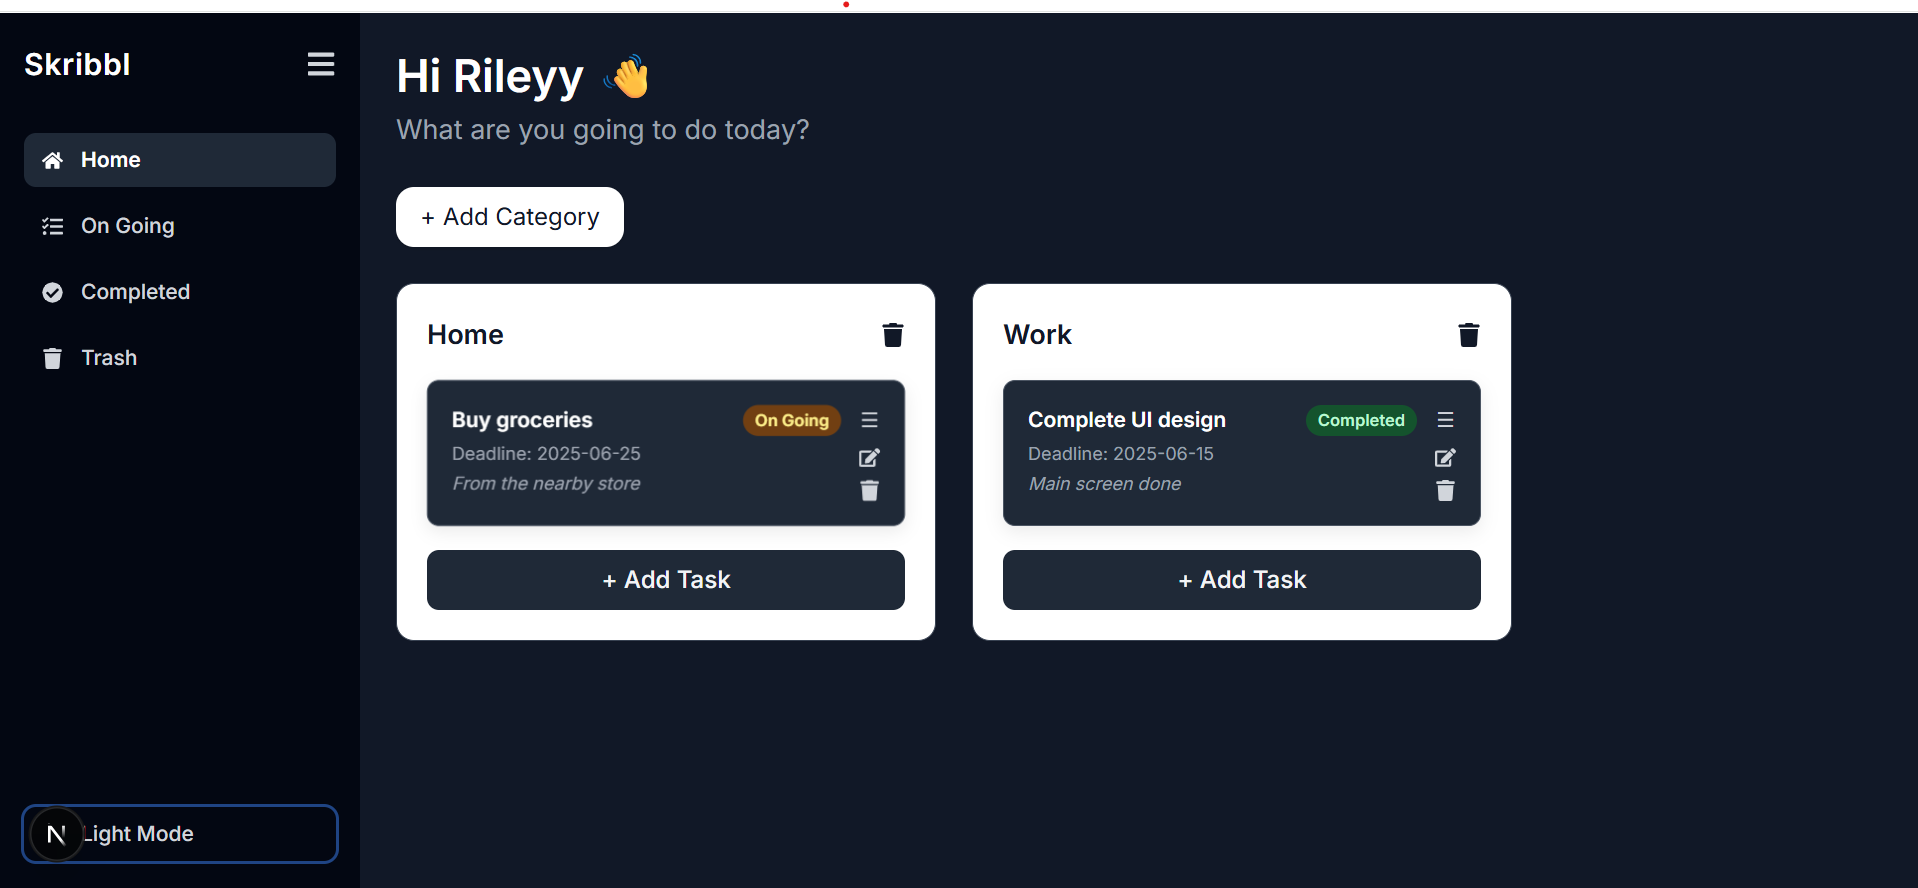 Skribbl
Home
On Going
Completed
Trash
N Light Mode
Hi Rileyy 👋
What are you going to do today?
+ Add Category
Home
Buy groceries On Going
Deadline: 2025-06-25
From the nearby store
+ Add Task
Work
Complete UI design Completed
Deadline: 2025-06-15
Main screen done
+ Add Task